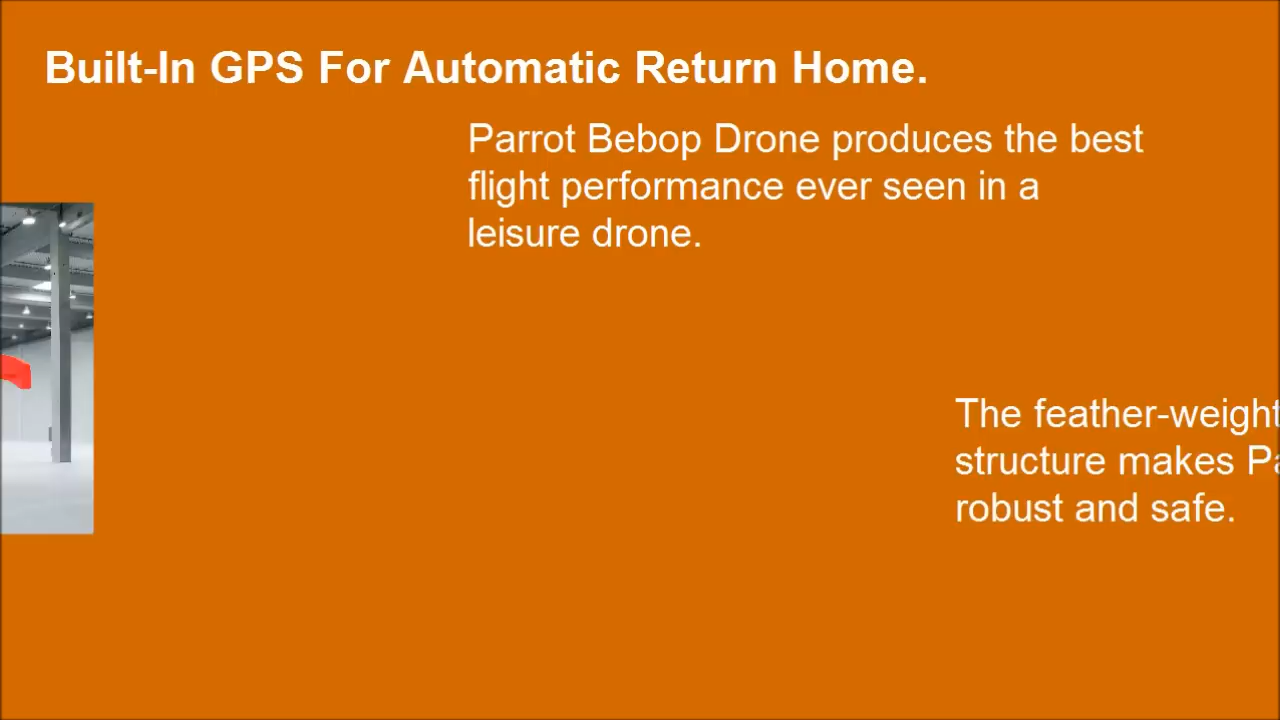 Built-In GPS For Automatic Return Home.
Parrot Bebop Drone produces the best
flight performance ever seen in a
leisure drone.
The feather-weight
structure makes
robust and safe.